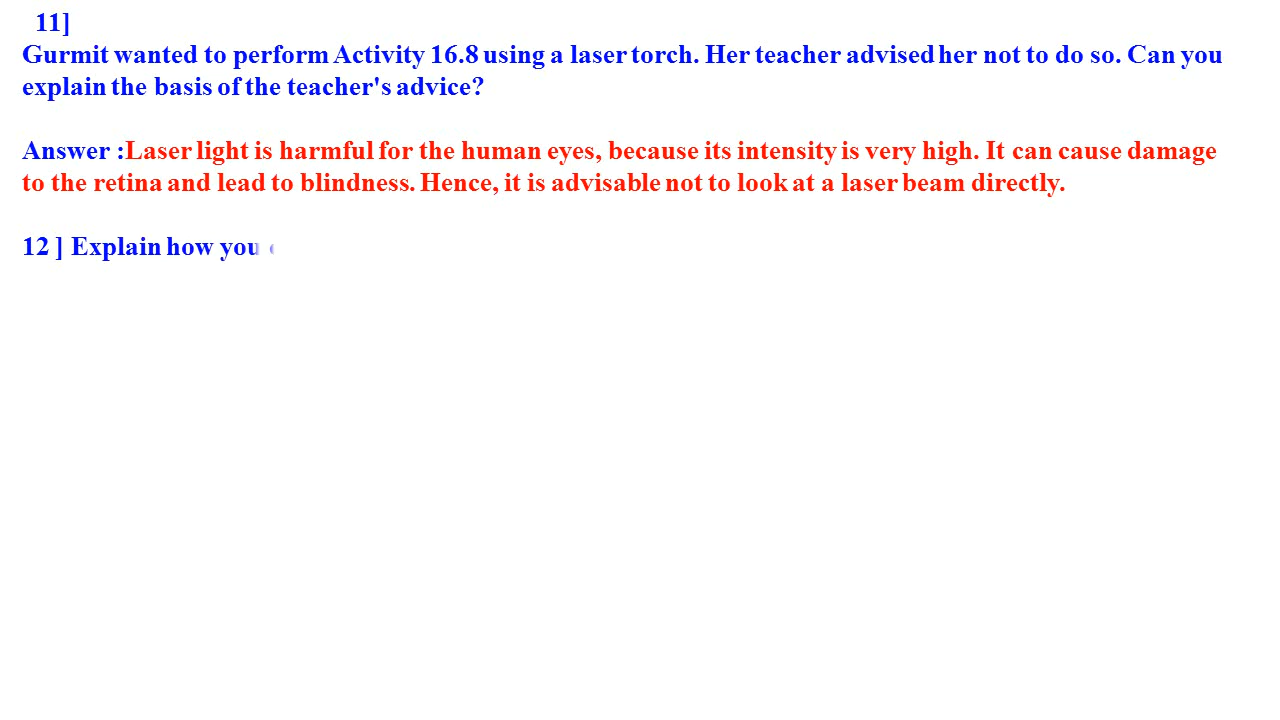 11]
Gurmit wanted to perform Activity 16.8 using a laser torch. Her teacher advised her not to do so. Can you
explain the basis of the teacher's advice?
Answer :Laser light is harmful for the human eyes, because its intensity is very high. It can cause damage
to the retina and lead to blindness. Hence, it is advisable not to look at a laser beam directly.
12 ] Explain how you